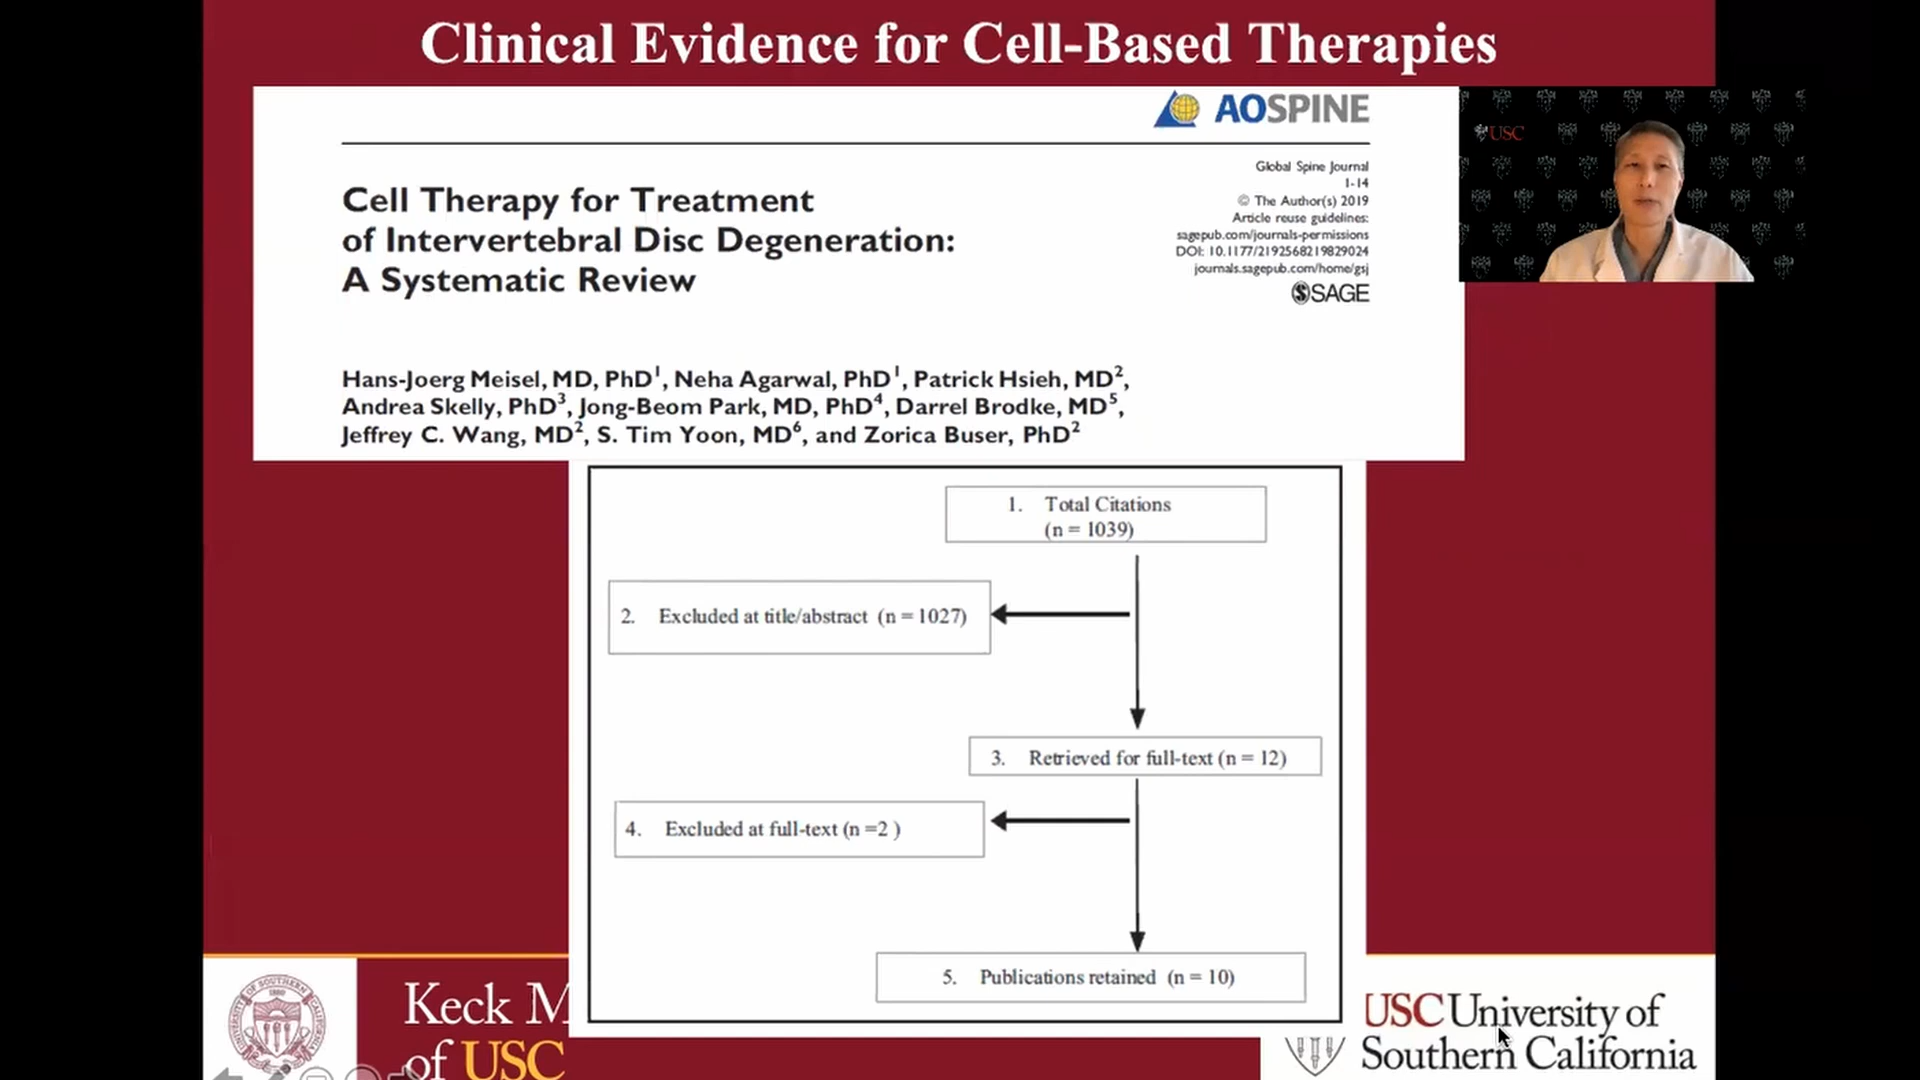 Clinical Evidence for Cell-Based Therapies
AOSPINE
USC
Global Spine Journal
1-14
© The Author(s) 2019
Article reuse guidelines:
sagepub.com/journals-permissions
DOI: 10.1177/2192568219829024
journals.sagepub.com/home/gsj
SAGE
Cell Therapy for Treatment
of Intervertebral Disc Degeneration:
A Systematic Review
Hans-Joerg Meisel, MD, PhD1, Neha Agarwal, PhD1, Patrick Hsieh, MD2,
Andrea Skelly, PhD3, Jong-Beom Park, MD, PhD4, Darrel Brodke, MD5,
Jeffrey C. Wang, MD2, S. Tim Yoon, MD6, and Zorica Buser, PhD2
1. Total Citations
(n = 1039)
2. Excluded at title/abstract (n = 1027)
3. Retrieved for full-text (n = 12)
4. Excluded at full-text (n =2 )
5. Publications retained (n = 10)
Keck M
of USC
USC University of
Southern California